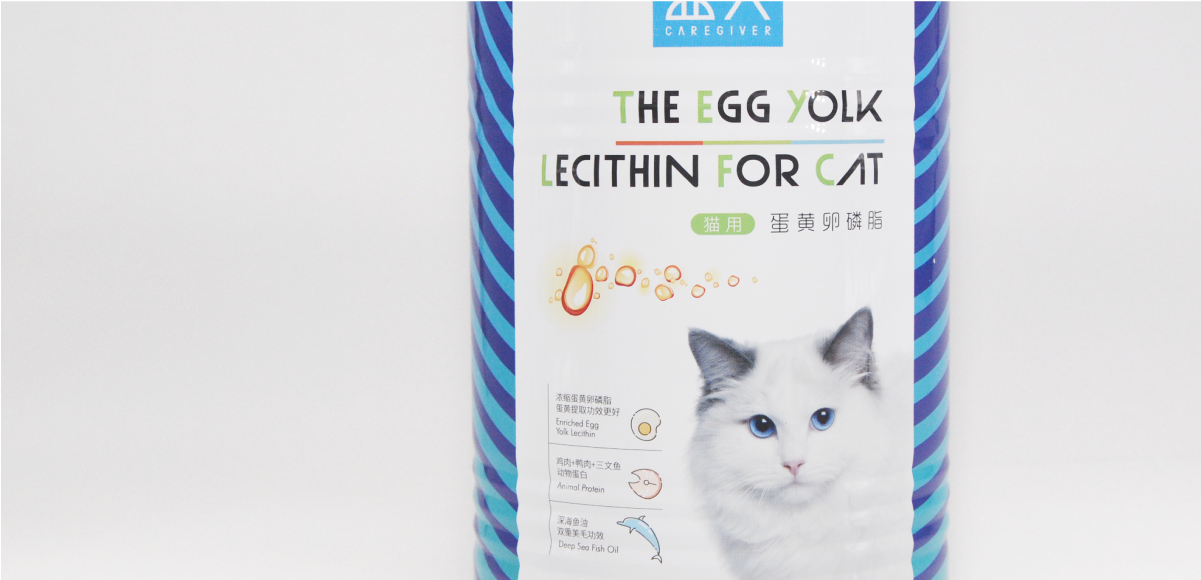 CAREGIVER
THE EGG YOLK
LECITHIN FOR CAT
猫用 蛋黄卵磷脂
浓缩蛋黄卵磷脂
蛋黄提取功效更好
Enriched Egg
Yolk Lecithin
鸡肉+鸭肉+三文鱼
动物蛋白
Animal Protein
深海鱼油
双重美毛功效
Deep Sea Fish Oil